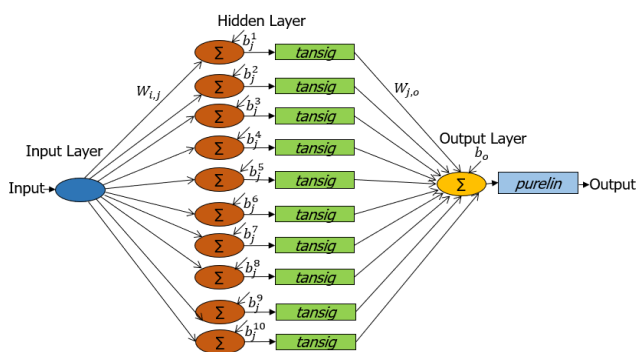 Hidden Layer
Σ b_j^1 tansig
Σ b_j^2 tansig
W_{i,j} W_{j,o}
Σ b_j^3 tansig
Σ b_j^4 tansig
Input Layer Output Layer
b_o
Σ b_j^5 tansig
Input Σ purelin Output
Σ b_j^6 tansig
Σ b_j^7 tansig
Σ b_j^8 tansig
Σ b_j^9 tansig
Σ b_j^10 tansig